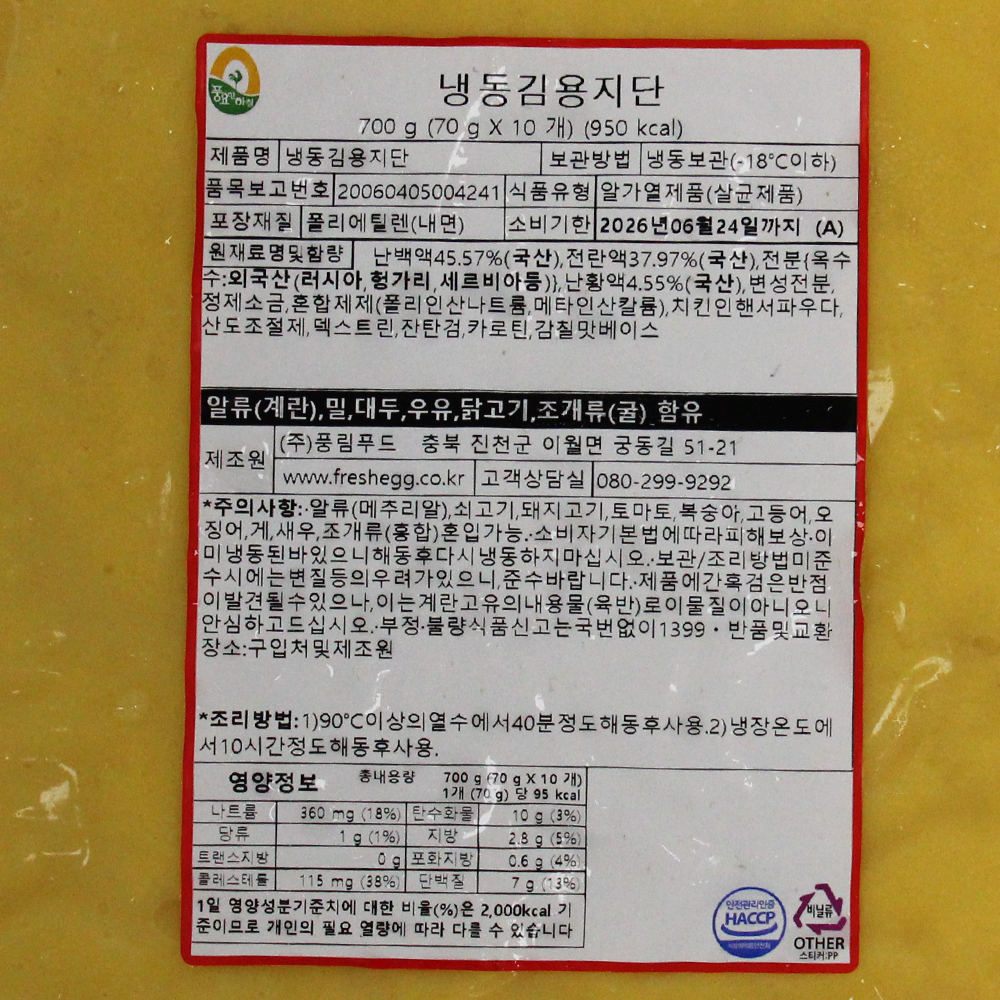 풍요한아침
냉동김용지단
700 g (70 g X 10 개) (950 kcal)
제품명 냉동김용지단 보관방법 냉동보관(-18℃이하)
품목보고번호 20060405004241 식품유형 알가열제품(살균제품)
포장재질 폴리에틸렌(내면) 소비기한 2026년06월24일까지 (A)
원재료명및함량 난백액45.57%(국산),전란액37.97%(국산),전분{옥수
수:외국산(러시아,헝가리,세르비아등)},난황액4.55%(국산),변성전분,
정제소금,혼합제제(폴리인산나트륨,메타인산칼륨),치킨인핸서파우다,
산도조절제,덱스트린,잔탄검,카로틴,감칠맛베이스
알류(계란),밀,대두,우유,닭고기,조개류(굴) 함유
제조원 (주)풍림푸드 충북 진천군 이월면 궁동길 51-21
www.freshegg.co.kr 고객상담실 080-299-9292
*주의사항:·알류(메추리알),쇠고기,돼지고기,토마토,복숭아,고등어,오
징어,게,새우,조개류(홍합)혼입가능.·소비자기본법에따라피해보상·이
미냉동된바있으니해동후다시냉동하지마십시오.·보관/조리방법미준
수시에는변질등의우려가있으니,준수바랍니다.·제품에간혹검은반점
이발견될수있으나,이는계란고유의내용물(육반)로이물질이아니오니
안심하고드십시오.·부정·불량식품신고는국번없이1399·반품및교환
장소:구입처및제조원
*조리방법:1)90℃이상의열수에서40분정도해동후사용.2)냉장온도에
서10시간정도해동후사용.
영양정보 총내용량 700 g (70 g X 10 개)
1개 (70 g) 당 95 kcal
나트륨 360 mg (18%) 탄수화물 10 g (3%)
당류 1 g (1%) 지방 2.8 g (5%)
트랜스지방 0 g 포화지방 0.6 g (4%)
콜레스테롤 115 mg (38%) 단백질 7 g (13%)
1일 영양성분기준치에 대한 비율(%)은 2,000kcal 기
준이므로 개인의 필요 열량에 따라 다를 수 있습니다
안전관리인증
HACCP
식품의약품안전처
비닐류
OTHER
스티커:PP